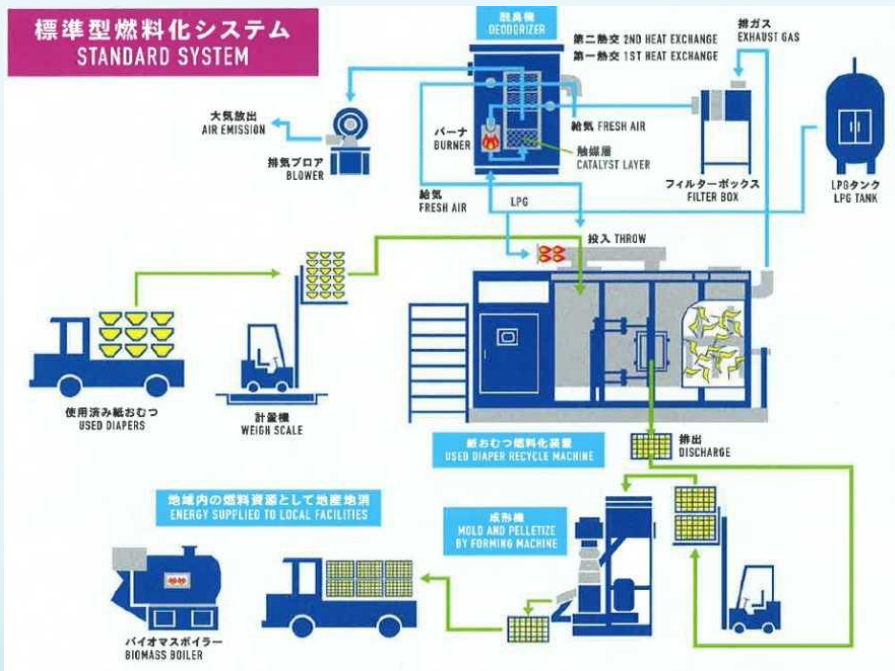 標準型燃料化システム
STANDARD SYSTEM
脱臭機
DEODORIZER
第二熱交 2ND HEAT EXCHANGE
第一熱交 1ST HEAT EXCHANGE
排ガス
EXHAUST GAS
大気放出
AIR EMISSION
排気ブロア
BLOWER
バーナ
BURNER
給気 FRESH AIR
触媒層
CATALYST LAYER
フィルターボックス
FILTER BOX
LPGタンク
LPG TANK
給気
FRESH AIR
LPG
投入 THROW
使用済み紙おむつ
USED DIAPERS
計量機
WEIGH SCALE
紙おむつ燃料化装置
USED DIAPER RECYCLE MACHINE
排出
DISCHARGE
地域内の燃料資源として地産地消
ENERGY SUPPLIED TO LOCAL FACILITIES
成形機
MOLD AND PELLETIZE
BY FORMING MACHINE
バイオマスボイラー
BIOMASS BOILER